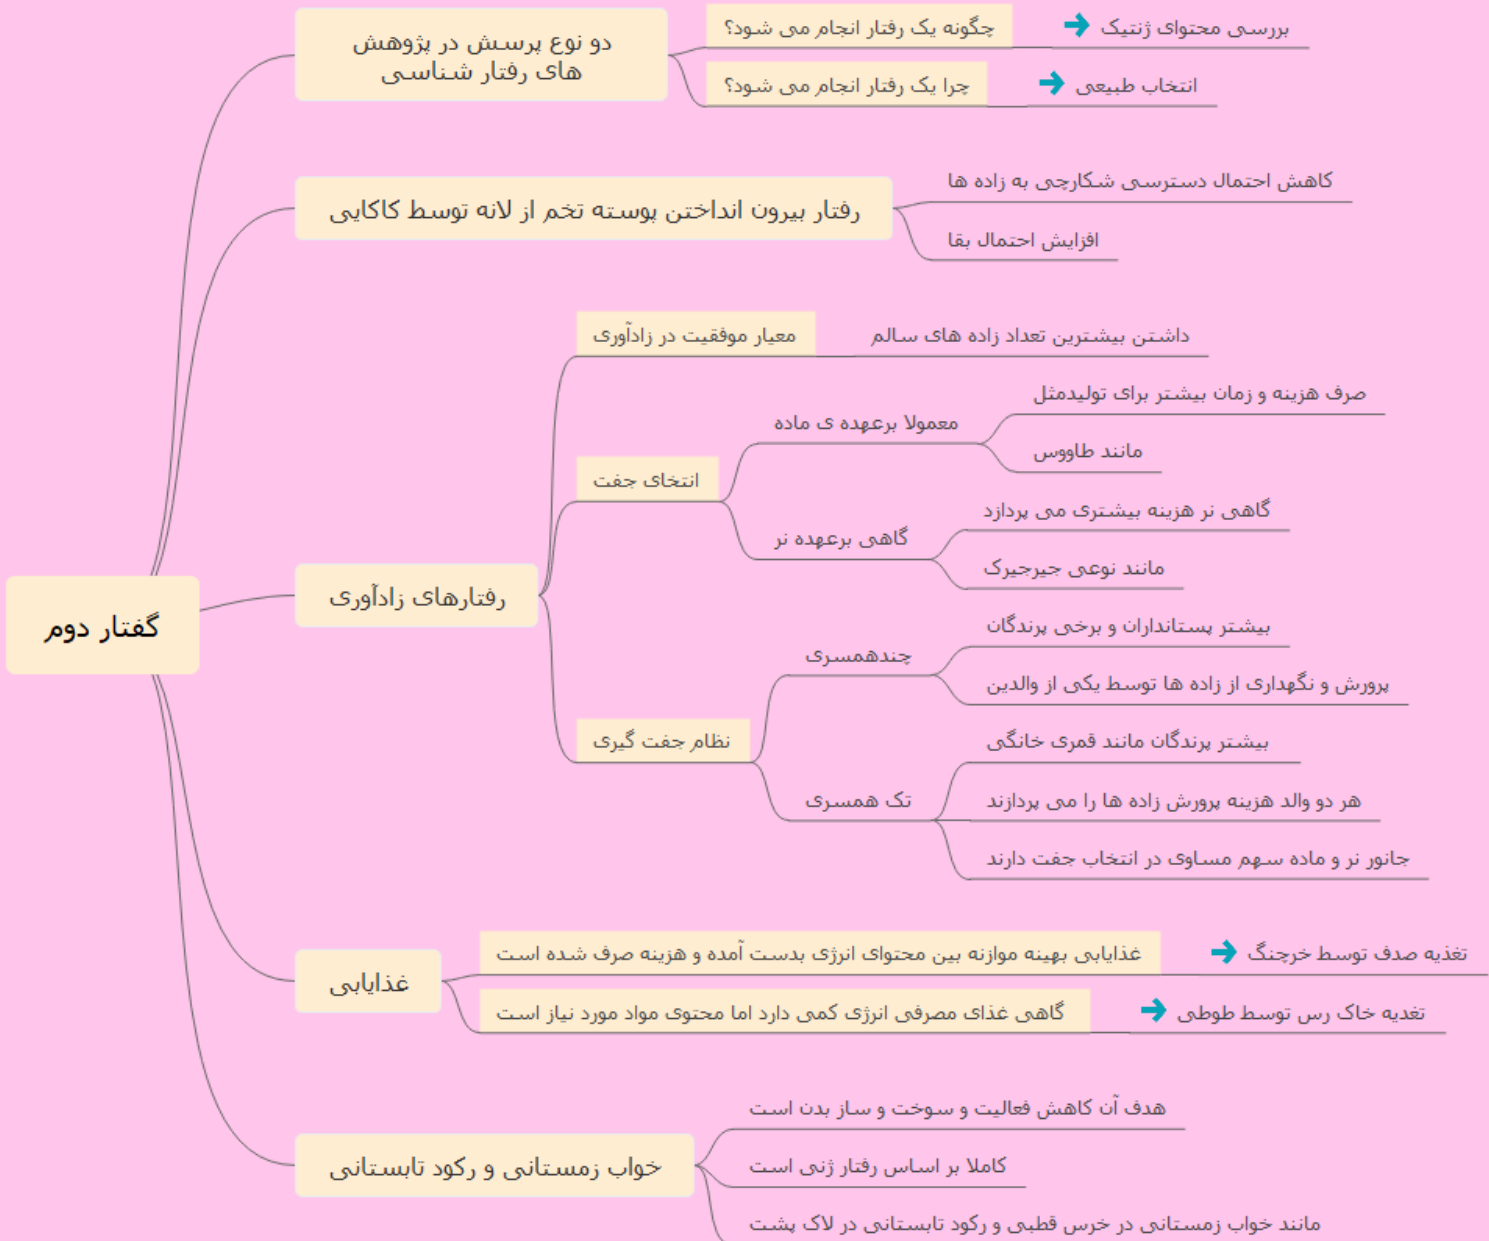 گفتار دوم
دو نوع پرسش در پژوهش
های رفتار شناسی
چگونه یک رفتار انجام می شود؟
بررسی محتوای ژنتیک
چرا یک رفتار انجام می شود؟
انتخاب طبیعی
رفتار بیرون انداختن پوسته تخم از لانه توسط کاکایی
کاهش احتمال دسترسی شکارچی به زاده ها
افزایش احتمال بقا
رفتارهای زادآوری
معیار موفقیت در زادآوری
داشتن بیشترین تعداد زاده های سالم
انتخای جفت
معمولا برعهده ی ماده
صرف هزینه و زمان بیشتر برای تولیدمثل
مانند طاووس
گاهی برعهده نر
گاهی نر هزینه بیشتری می پردازد
مانند نوعی جیرجیرک
نظام جفت گیری
چندهمسری
بیشتر پستانداران و برخی پرندگان
پرورش و نگهداری از زاده ها توسط یکی از والدین
تک همسری
بیشتر پرندگان مانند قمری خانگی
هر دو والد هزینه پرورش زاده ها را می پردازند
جانور نر و ماده سهم مساوی در انتخاب جفت دارند
غذایابی
غذایابی بهینه موازنه بین محتوای انرژی بدست آمده و هزینه صرف شده است
تغذیه صدف توسط خرچنگ
گاهی غذای مصرفی انرژی کمی دارد اما محتوی مواد مورد نیاز است
تغدیه خاک رس توسط طوطی
خواب زمستانی و رکود تابستانی
هدف آن کاهش فعالیت و سوخت و ساز بدن است
کاملا بر اساس رفتار ژنی است
مانند خواب زمستانی در خرس قطبی و رکود تابستانی در لاک پشت